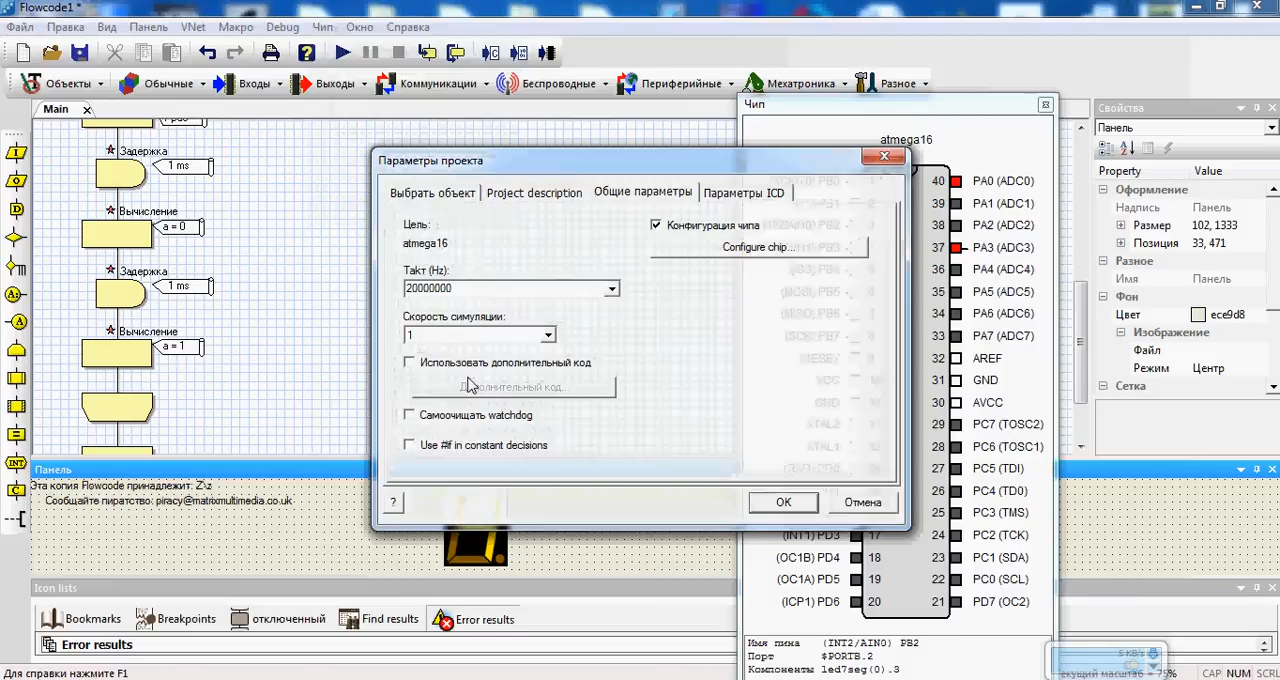 Flowcode1 *
Файл Правка Вид Панель VNet Макро Debug Чип Окно Справка
Объекты Обычные Входы Выходы Коммуникации Беспроводные Периферийные Мехатроника Разное
Main
Задержка
1 ms
Вычисление
a = 0
Задержка
1 ms
Вычисление
a = 1
Параметры проекта
Выбрать объект Project description Общие параметры Параметры ICD
Цель:
atmega16
Конфигурация чипа
Configure chip...
Такт (Hz):
20000000
Скорость симуляции:
1
Использовать дополнительный код
Дополнительный код...
Самоочищать watchdog
Use #if in constant decisions
? OK Отмена
Чип
atmega16
40 PA0 (ADC0)
39 PA1 (ADC1)
38 PA2 (ADC2)
37 PA3 (ADC3)
36 PA4 (ADC4)
35 PA5 (ADC5)
34 PA6 (ADC6)
33 PA7 (ADC7)
32 AREF
31 GND
30 AVCC
29 PC7 (TOSC2)
28 PC6 (TOSC1)
27 PC5 (TDI)
26 PC4 (TD0)
25 PC3 (TMS)
(INT1) PD3 17 24 PC2 (TCK)
(OC1B) PD4 18 23 PC1 (SDA)
(OC1A) PD5 19 22 PC0 (SCL)
(ICP1) PD6 20 21 PD7 (OC2)
Имя пина (INT2/AIN0) PB2
Порт $PORTB.2
Компоненты led7seg(0).3
Свойства
Панель
Property Value
Оформление
Надпись Панель
Размер 102, 1333
Позиция 33, 471
Разное
Имя Панель
Фон
Цвет ece9d8
Изображение
Файл
Режим Центр
Сетка
Панель
Эта копия Flowcode принадлежит: Z\z
Сообщайте пиратство: piracy@matrixmultimedia.co.uk
Icon lists
Bookmarks Breakpoints отключенный Find results Error results
Error results
Для справки нажмите F1
5 KB/s
Текущий масштаб = 75% CAP NUM SCRL